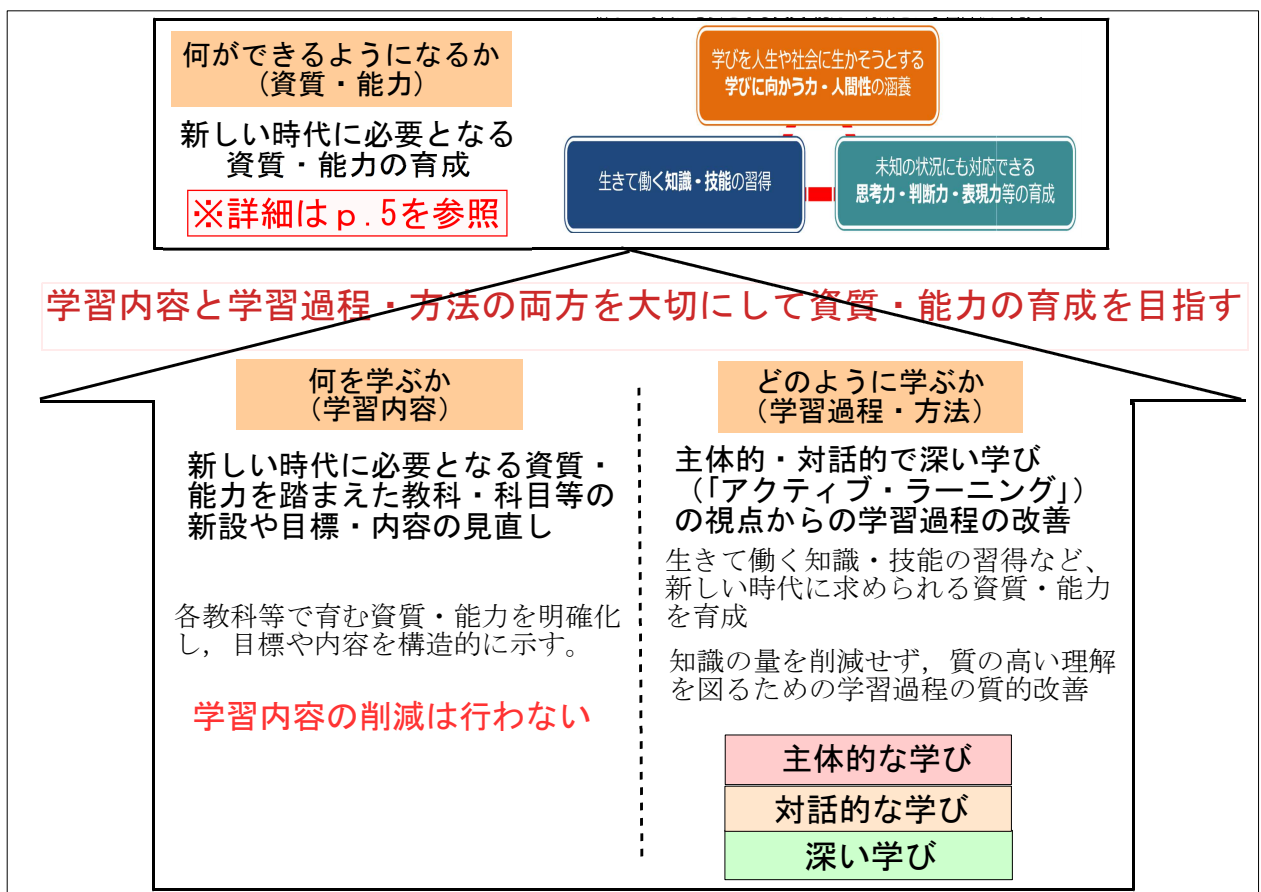 何ができるようになるか
(資質・能力)
新しい時代に必要となる
資質・能力の育成
※詳細はp.5を参照
学びを人生や社会に生かそうとする
学びに向かう力・人間性の涵養
生きて働く知識・技能の習得
未知の状況にも対応できる
思考力・判断力・表現力等の育成
学習内容と学習過程・方法の両方を大切にして資質・能力の育成を目指す
何を学ぶか
(学習内容)
新しい時代に必要となる資質・
能力を踏まえた教科・科目等の
新設や目標・内容の見直し
各教科等で育む資質・能力を明確化
し，目標や内容を構造的に示す。
学習内容の削減は行わない
どのように学ぶか
(学習過程・方法)
主体的・対話的で深い学び
(「アクティブ・ラーニング」)
の視点からの学習過程の改善
生きて働く知識・技能の習得など、
新しい時代に求められる資質・能力
を育成
知識の量を削減せず，質の高い理解
を図るための学習過程の質的改善
主体的な学び
対話的な学び
深い学び